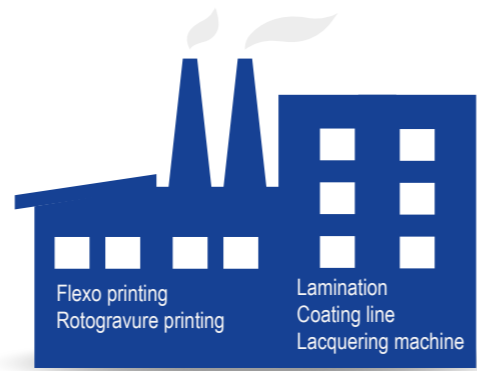 Flexo printing
Rotogravure printing
Lamination
Coating line
Lacquering machine